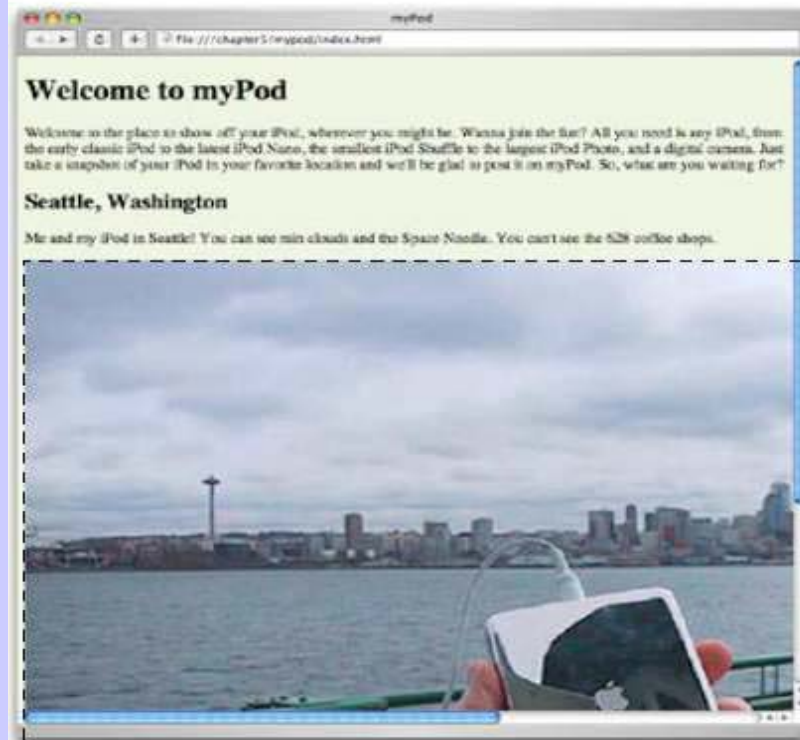 myPod
file:///chapter5/mypod/index.html
Welcome to myPod
Welcome to the place to show off your iPod, wherever you might be. Wanna join the fun? All you need is any iPod, from
the early classic iPod to the latest iPod Nano, the smallest iPod Shuffle to the largest iPod Photo, and a digital camera. Just
take a snapshot of your iPod in your favorite location and we'll be glad to post it on myPod. So, what are you waiting for?
Seattle, Washington
Me and my iPod in Seattle! You can see rain clouds and the Space Needle. You can't see the 628 coffee shops.